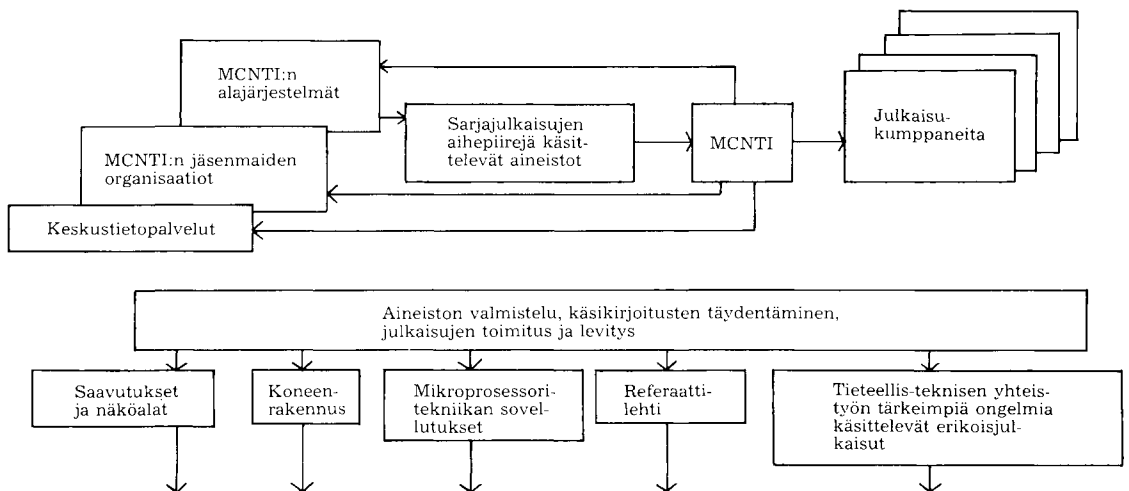 MCNTI:n
alajärjestelmät
MCNTI:n jäsenmaiden
organisaatiot
Keskustietopalvelut
Sarjajulkaisujen
aihepiirejä käsit-
televät aineistot
MCNTI
Julkaisu-
kumppaneita
Aineiston valmistelu, käsikirjoitusten täydentäminen,
julkaisujen toimitus ja levitys
Saavutukset
ja näköalat
Koneen-
rakennus
Mikroprosessori-
tekniikan sovel-
lutukset
Referaatti-
lehti
Tieteellis-teknisen yhteis-
työn tärkeimpiä ongelmia
käsittelevät erikoisjul-
kaisut